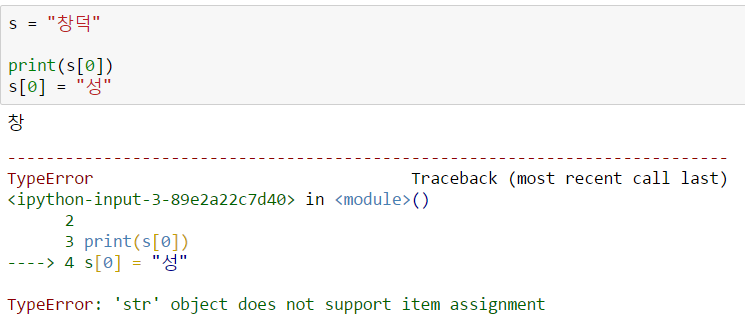 s = "창덕"
print(s[0])
s[0] = "성"
창
---------------------------------------------------------------------------
TypeError                                 Traceback (most recent call last)
<ipython-input-3-89e2a22c7d40> in <module>()
      2
      3 print(s[0])
----> 4 s[0] = "성"
TypeError: 'str' object does not support item assignment